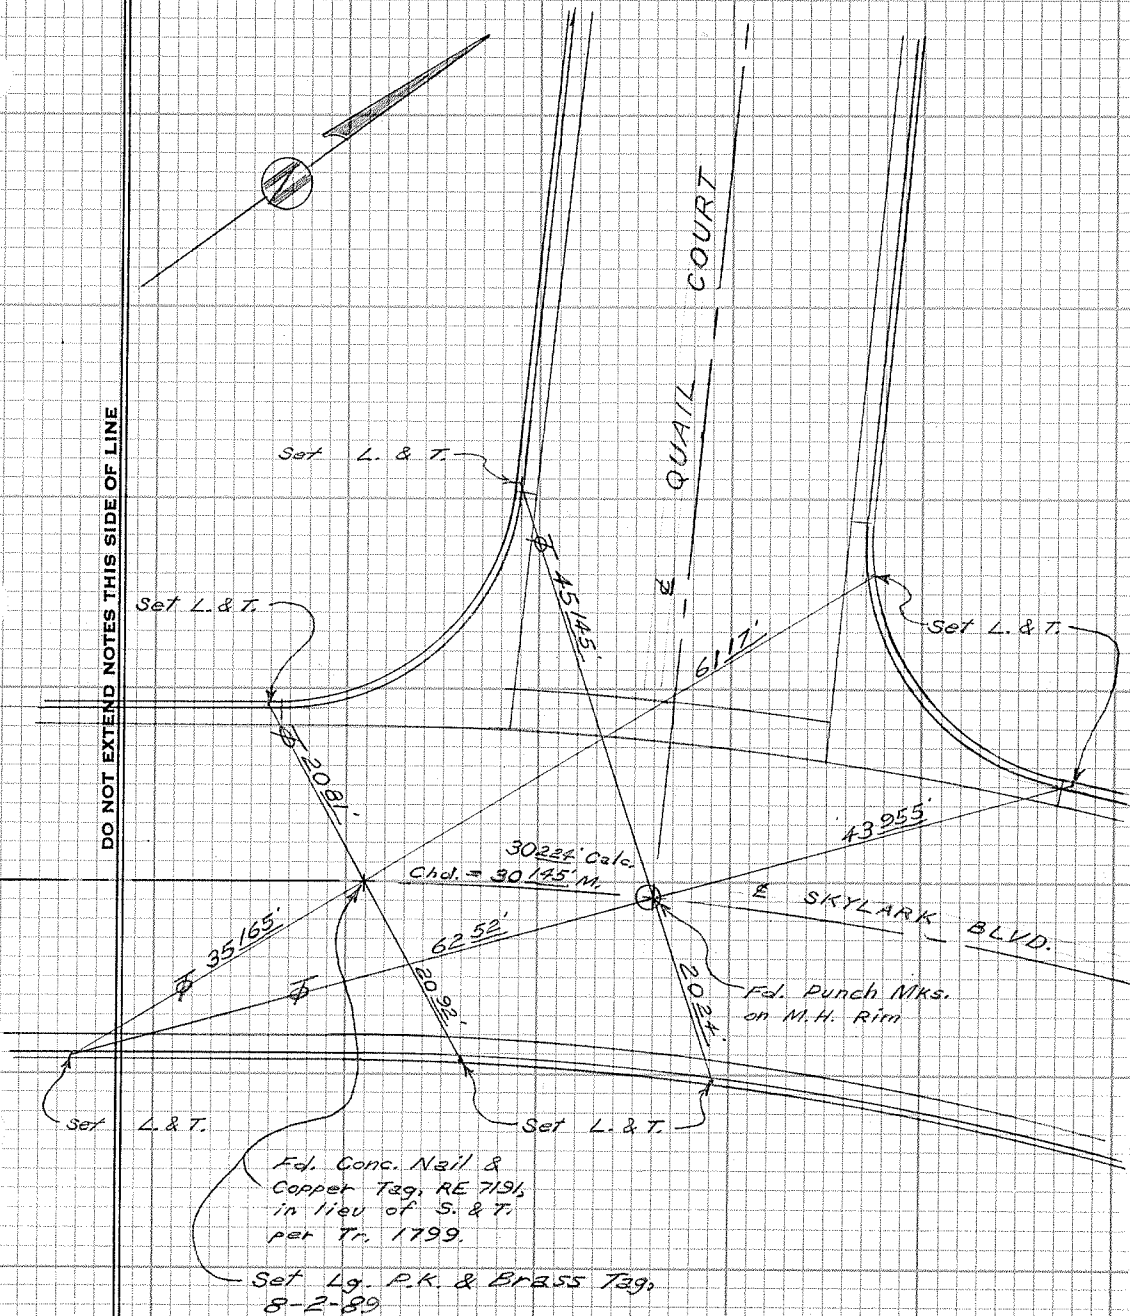 N
QUAIL COURT
DO NOT EXTEND NOTES THIS SIDE OF LINE
Set L. & T.
45 145'
℄
Set L. & T.
61 17'
Set L. & T.
20 81'
43 955'
30 224' Calc.
Chd. = 30 145' M.
℄ SKYLARK BLVD.
35 165'
62 52'
20 92'
20 24'
Fd. Punch Mks.
on M.H. Rim
Set L. & T.
Set L. & T.
Fd. Conc. Nail &
Copper Tag, RE 7191,
in lieu of S. & T.
per Tr. 1799.
Set Lg. P.K. & Brass Tag,
8-2-89